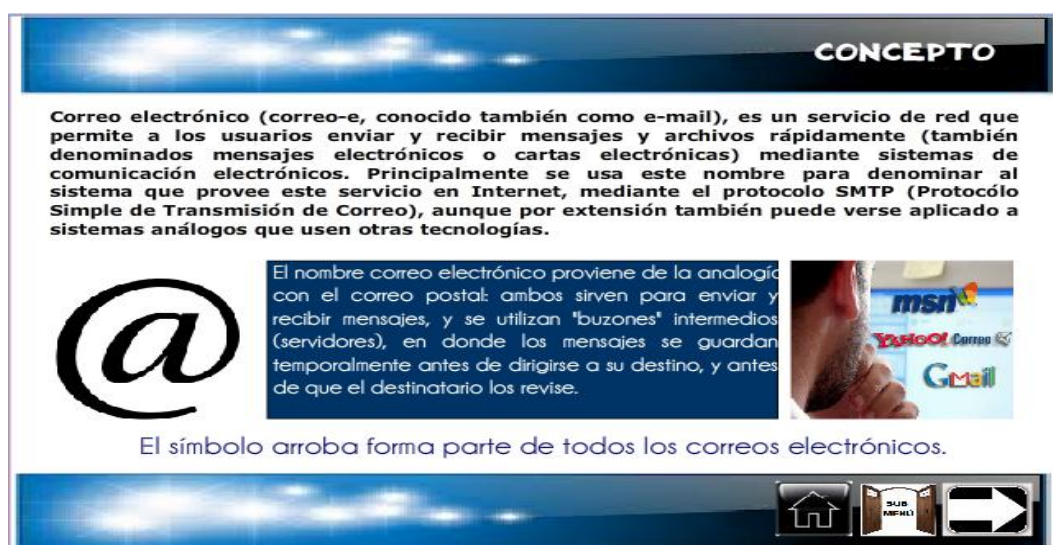 CONCEPTO
Correo electrónico (correo-e, conocido también como e-mail), es un servicio de red que
permite a los usuarios enviar y recibir mensajes y archivos rápidamente (también
denominados mensajes electrónicos o cartas electrónicas) mediante sistemas de
comunicación electrónicos. Principalmente se usa este nombre para denominar al
sistema que provee este servicio en Internet, mediante el protocolo SMTP (Protocólo
Simple de Transmisión de Correo), aunque por extensión también puede verse aplicado a
sistemas análogos que usen otras tecnologías.
@
El nombre correo electrónico proviene de la analogía
con el correo postal: ambos sirven para enviar y
recibir mensajes, y se utilizan "buzones" intermedios
(servidores), en donde los mensajes se guardan
temporalmente antes de dirigirse a su destino, y antes
de que el destinatario los revise.
msn
YAHOO! Correo
GMail
El símbolo arroba forma parte de todos los correos electrónicos.
SUB
MENÚ